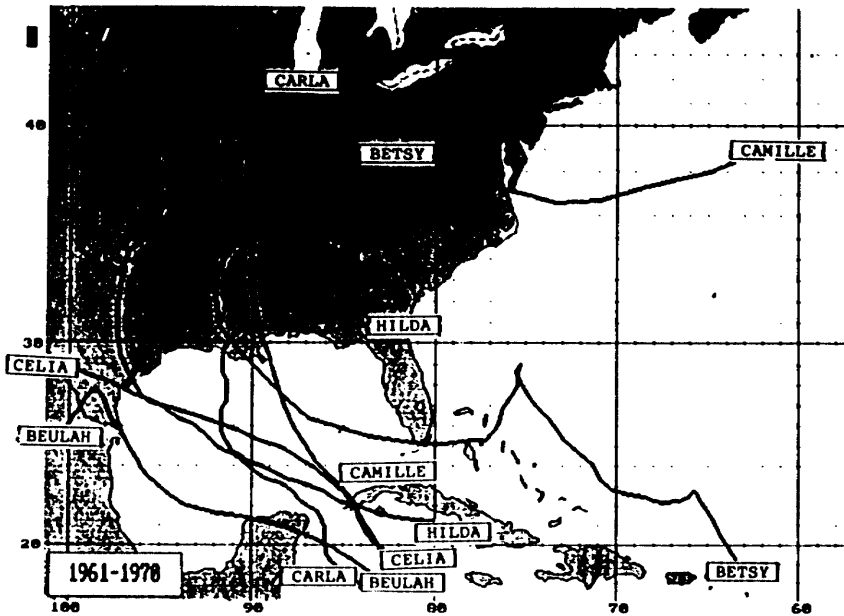 CARLA
40
BETSY
CAMILLE
HILDA
30
CELIA
BEULAH
CAMILLE
HILDA
20
CELIA
1961-1970
CARLA
BEULAH
BETSY
100
90
80
70
60